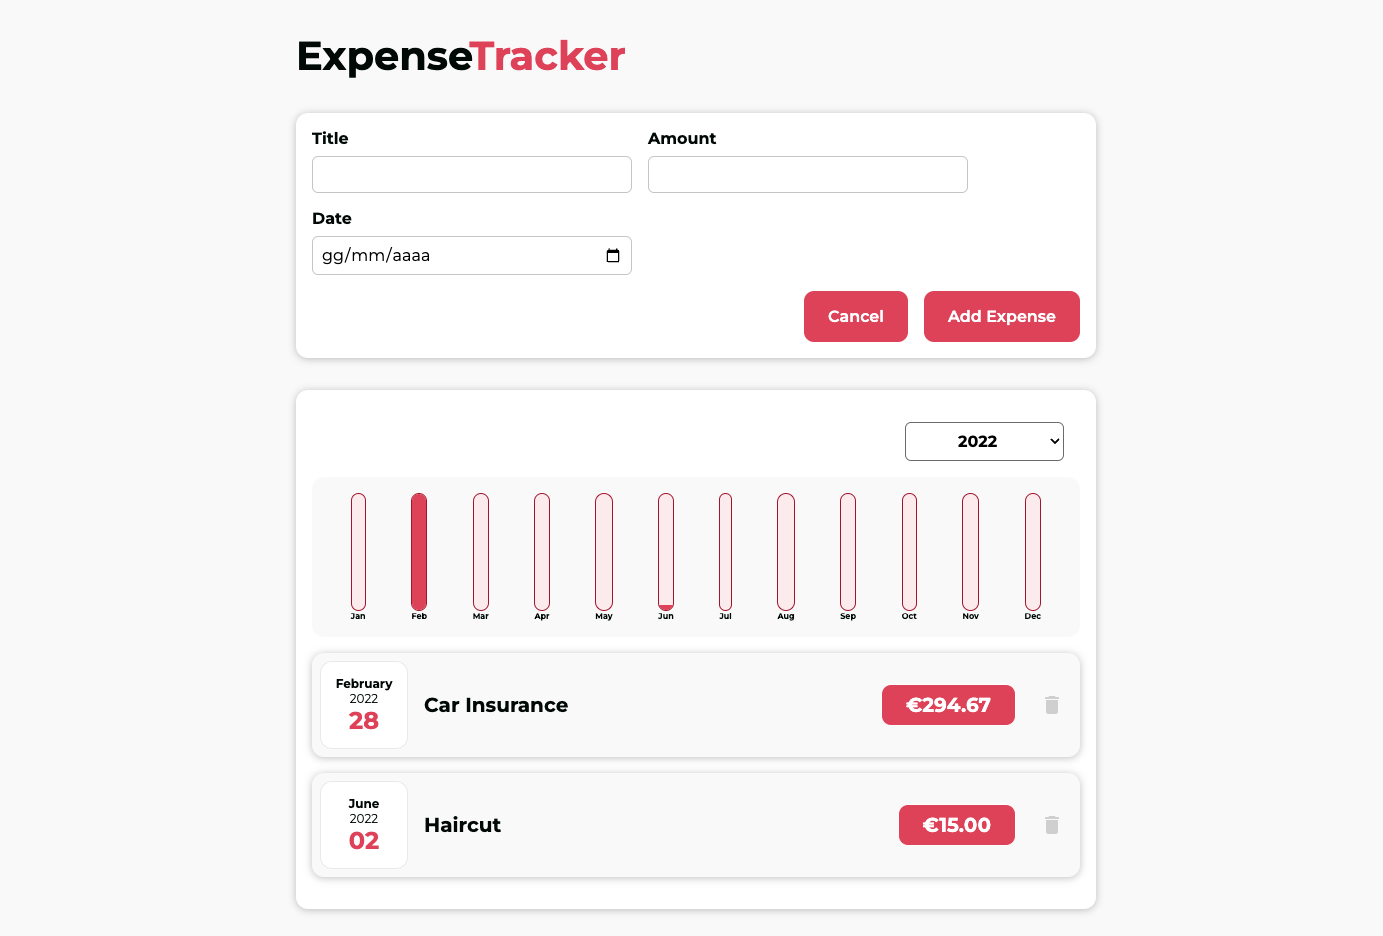 ExpenseTracker
Title Amount
Date
gg/mm/aaaa
Cancel Add Expense
2022
Jan Feb Mar Apr May Jun Jul Aug Sep Oct Nov Dec
February
2022
28
Car Insurance
€294.67
June
2022
02
Haircut
€15.00